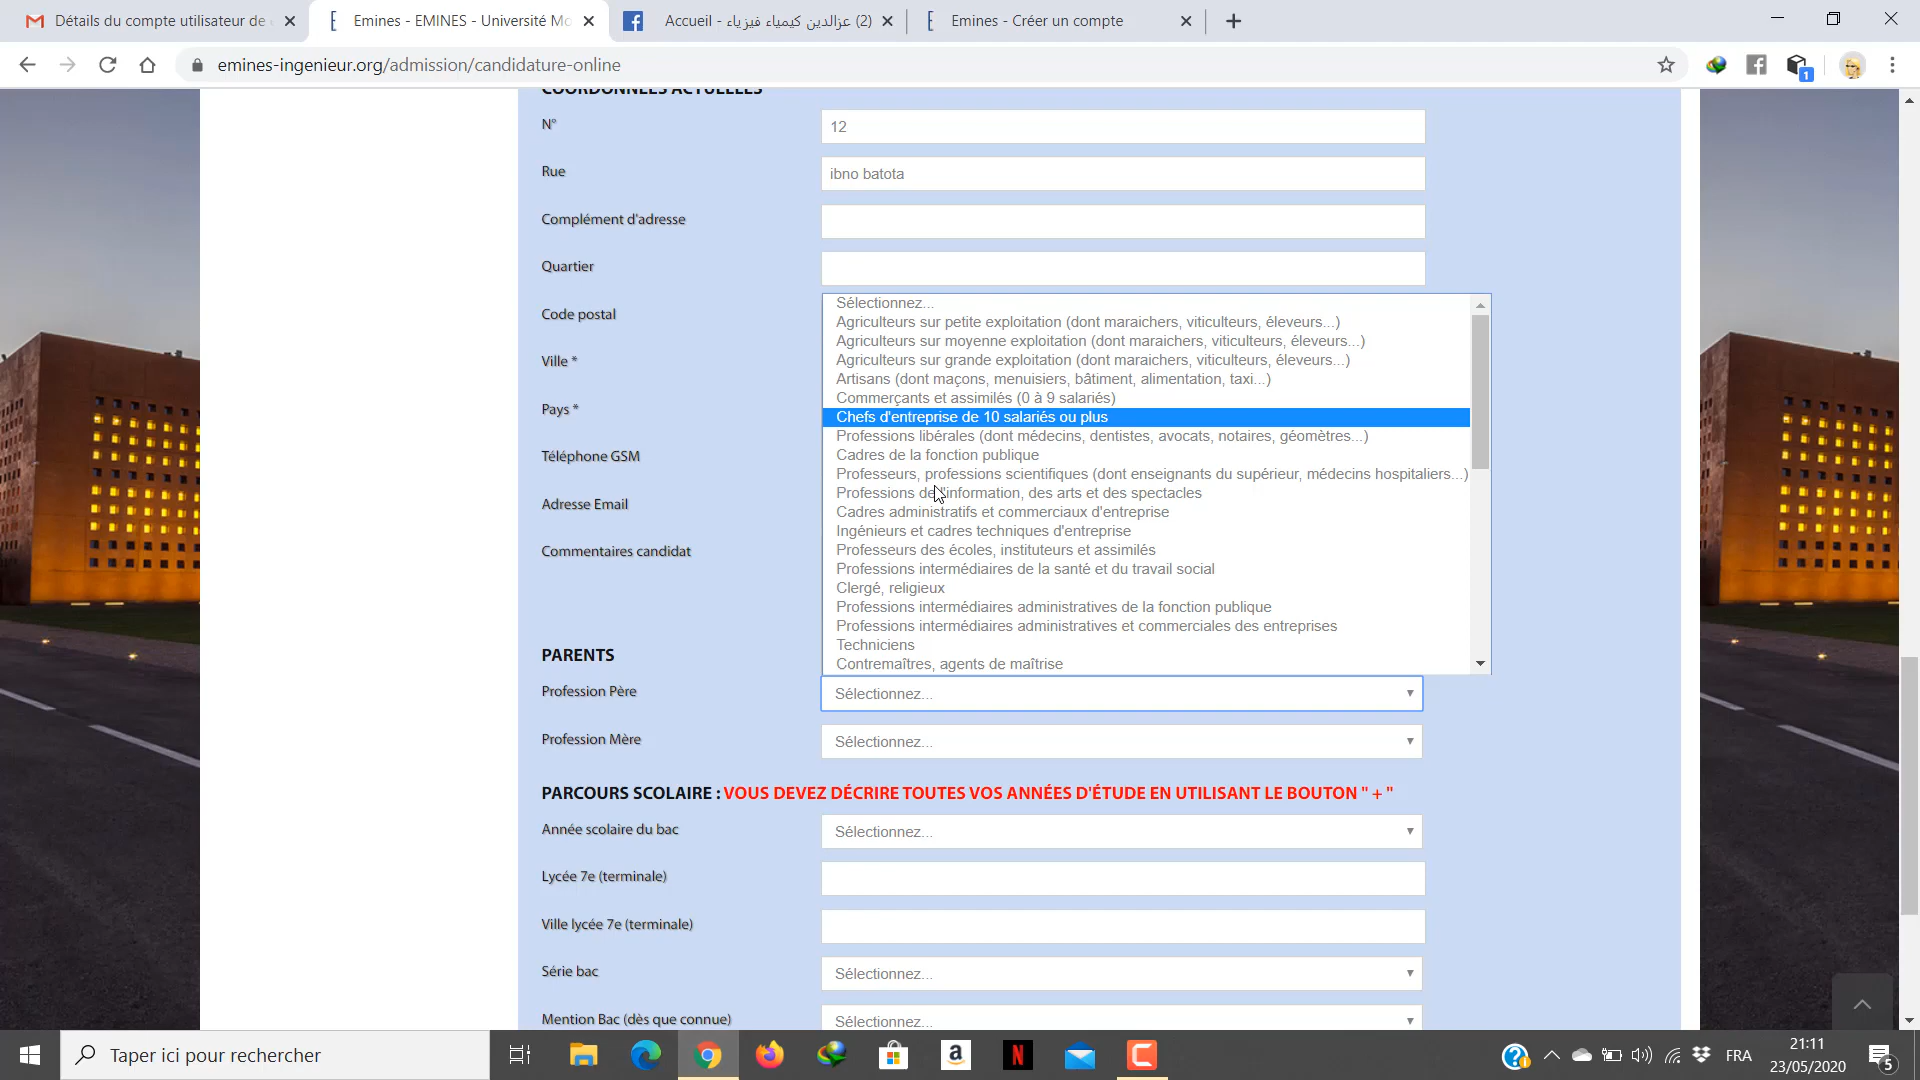 Détails du compte utilisateur de
Emines - EMINES - Université Mo
Accueil - عزالدين كيمياء فيزياء (2)
Emines - Créer un compte
emines-ingenieur.org/admission/candidature-online
1
COORDONNÉES ACTUELLES
N°
12
Rue
ibno batota
Complément d'adresse
Quartier
Code postal
Ville *
Pays *
Téléphone GSM
Adresse Email
Commentaires candidat
Sélectionnez...
Agriculteurs sur petite exploitation (dont maraichers, viticulteurs, éleveurs...)
Agriculteurs sur moyenne exploitation (dont maraichers, viticulteurs, éleveurs...)
Agriculteurs sur grande exploitation (dont maraichers, viticulteurs, éleveurs...)
Artisans (dont maçons, menuisiers, bâtiment, alimentation, taxi...)
Commerçants et assimilés (0 à 9 salariés)
Chefs d'entreprise de 10 salariés ou plus
Professions libérales (dont médecins, dentistes, avocats, notaires, géomètres...)
Cadres de la fonction publique
Professeurs, professions scientifiques (dont enseignants du supérieur, médecins hospitaliers...)
Professions de l'information, des arts et des spectacles
Cadres administratifs et commerciaux d'entreprise
Ingénieurs et cadres techniques d'entreprise
Professeurs des écoles, instituteurs et assimilés
Professions intermédiaires de la santé et du travail social
Clergé, religieux
Professions intermédiaires administratives de la fonction publique
Professions intermédiaires administratives et commerciales des entreprises
Techniciens
Contremaîtres, agents de maîtrise
PARENTS
Profession Père
Sélectionnez...
Profession Mère
Sélectionnez...
PARCOURS SCOLAIRE : VOUS DEVEZ DÉCRIRE TOUTES VOS ANNÉES D'ÉTUDE EN UTILISANT LE BOUTON " + "
Année scolaire du bac
Sélectionnez...
Lycée 7e (terminale)
Ville lycée 7e (terminale)
Série bac
Sélectionnez...
Mention Bac (dès que connue)
Sélectionnez...
Taper ici pour rechercher
FRA
21:11
23/05/2020
5